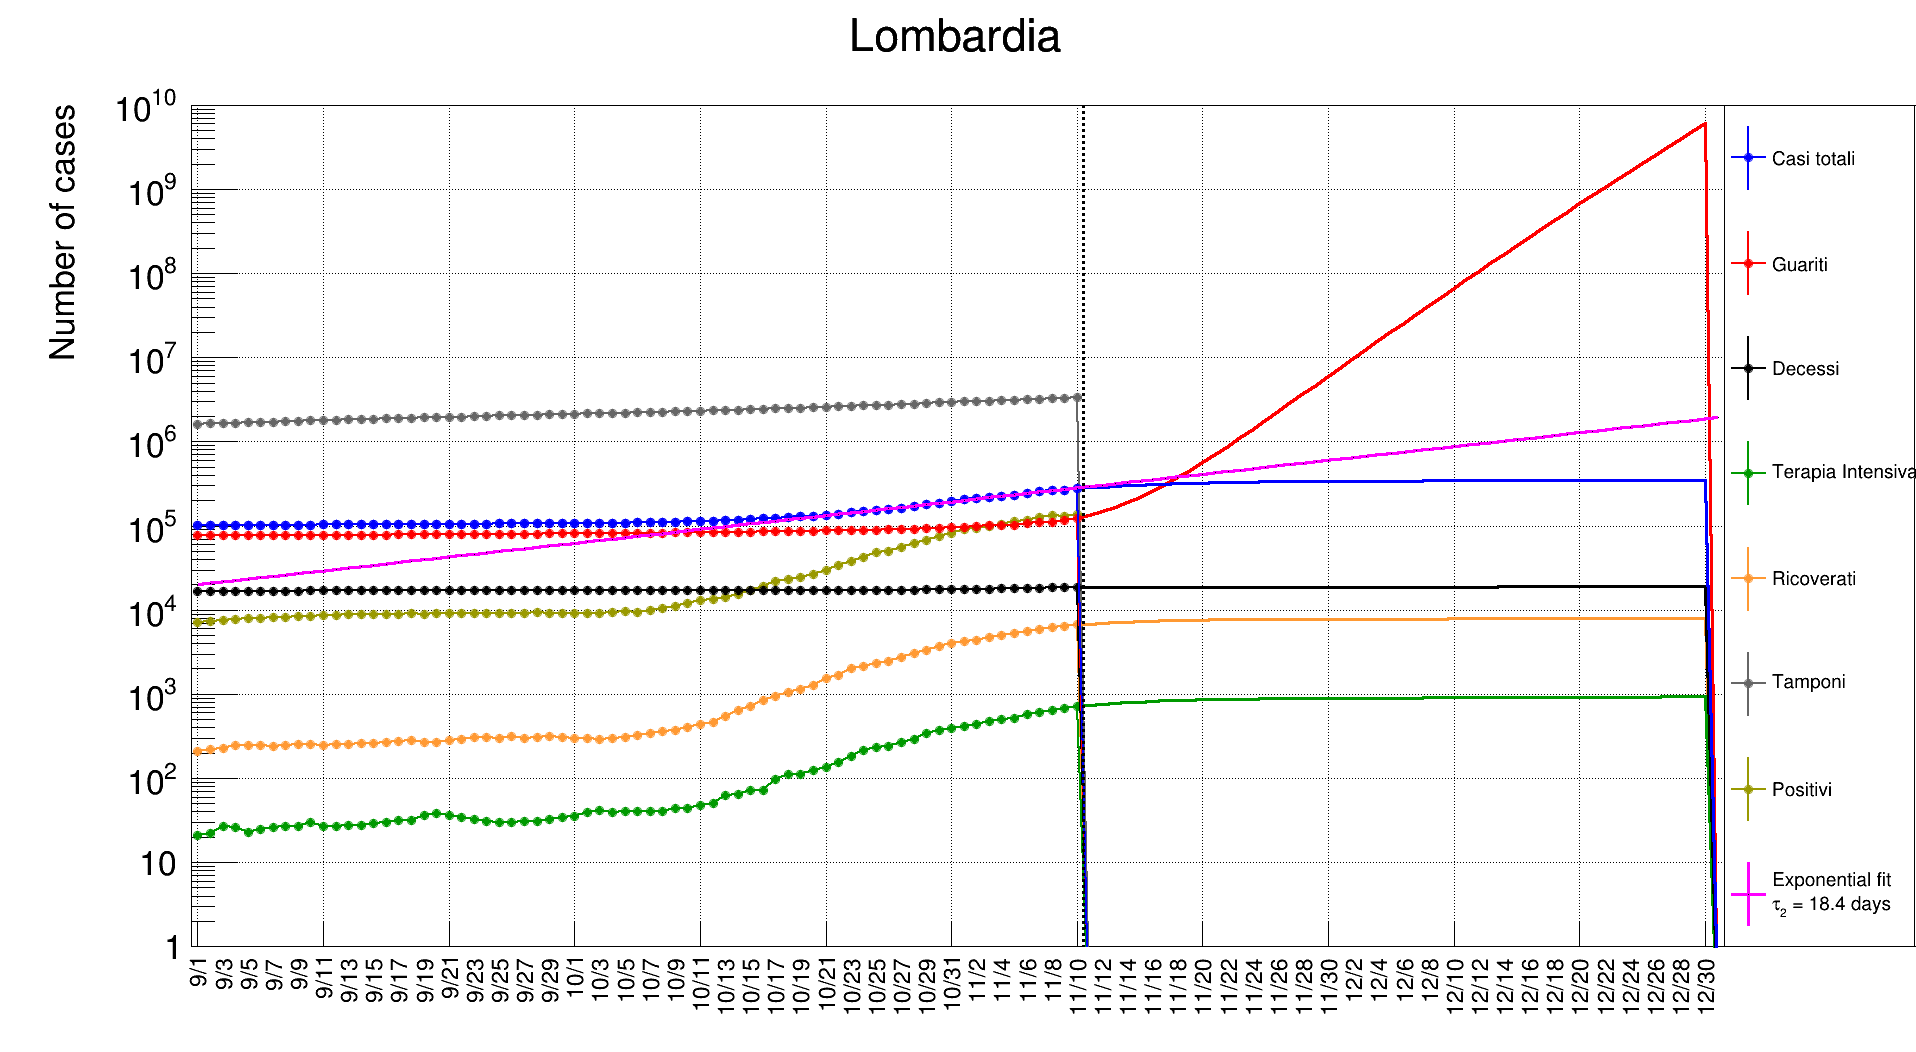 Lombardia
Number of cases
10^10
10^9
10^8
10^7
10^6
10^5
10^4
10^3
10^2
10
1
9/1 9/3 9/5 9/7 9/9 9/11 9/13 9/15 9/17 9/19 9/21 9/23 9/25 9/27 9/29 10/1 10/3 10/5 10/7 10/9 10/11 10/13 10/15 10/17 10/19 10/21 10/23 10/25 10/27 10/29 10/31 11/2 11/4 11/6 11/8 11/10 11/12 11/14 11/16 11/18 11/20 11/22 11/24 11/26 11/28 11/30 12/2 12/4 12/6 12/8 12/10 12/12 12/14 12/16 12/18 12/20 12/22 12/24 12/26 12/28 12/30
Casi totali
Guariti
Decessi
Terapia Intensiva
Ricoverati
Tamponi
Positivi
Exponential fit
τ_2 = 18.4 days